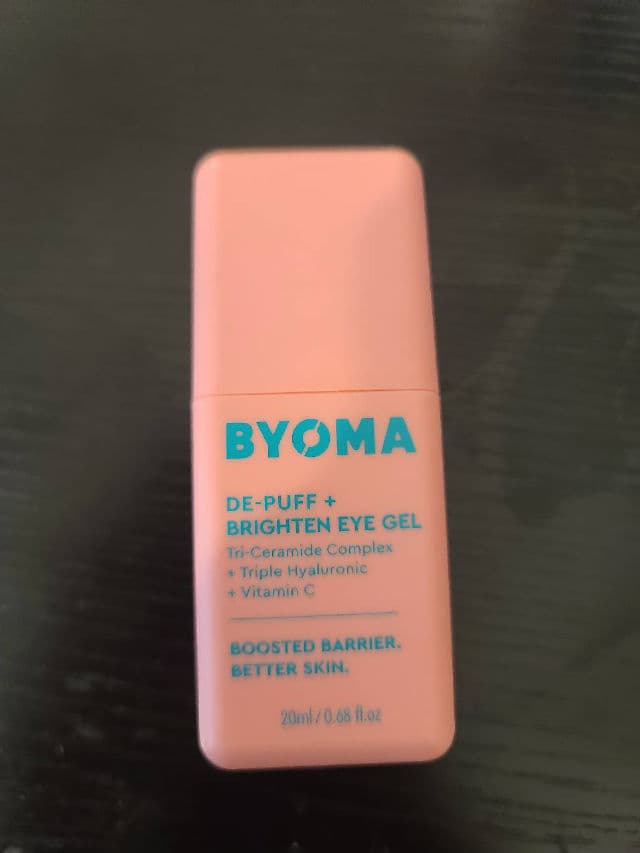 BYOMA
DE-PUFF +
BRIGHTEN EYE GEL
Tri-Ceramide Complex
+ Triple Hyaluronic
+ Vitamin C
BOOSTED BARRIER.
BETTER SKIN.
20ml / 0.68 fl.oz